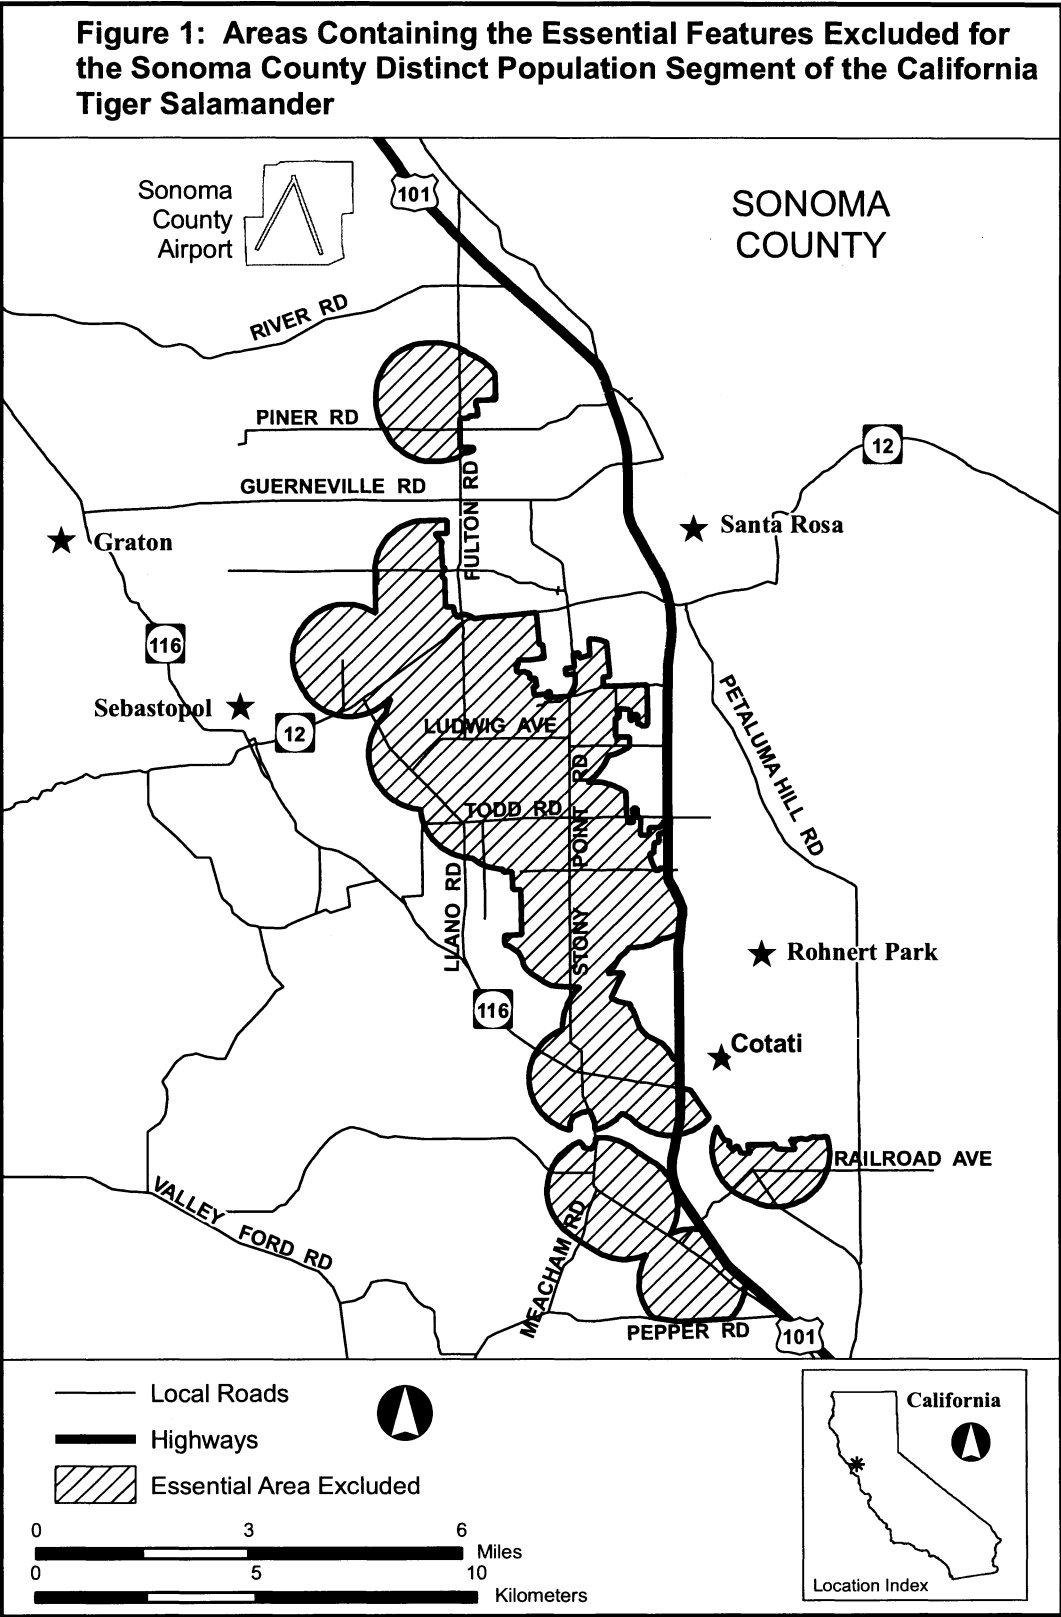 Figure 1:  Areas Containing the Essential Features Excluded for
the Sonoma County Distinct Population Segment of the California
Tiger Salamander
Sonoma
County
Airport
101
SONOMA
COUNTY
RIVER RD
PINER RD
12
GUERNEVILLE RD
FULTON RD
Santa Rosa
Graton
116
Sebastopol
12
LUDWIG AVE
PETALUMA HILL RD
TODD RD
STONY POINT RD
LLANO RD
Rohnert Park
116
Cotati
RAILROAD AVE
VALLEY FORD RD
MEACHAM RD
PEPPER RD
101
Local Roads
Highways
Essential Area Excluded
0 3 6
Miles
0 5 10
Kilometers
California
Location Index